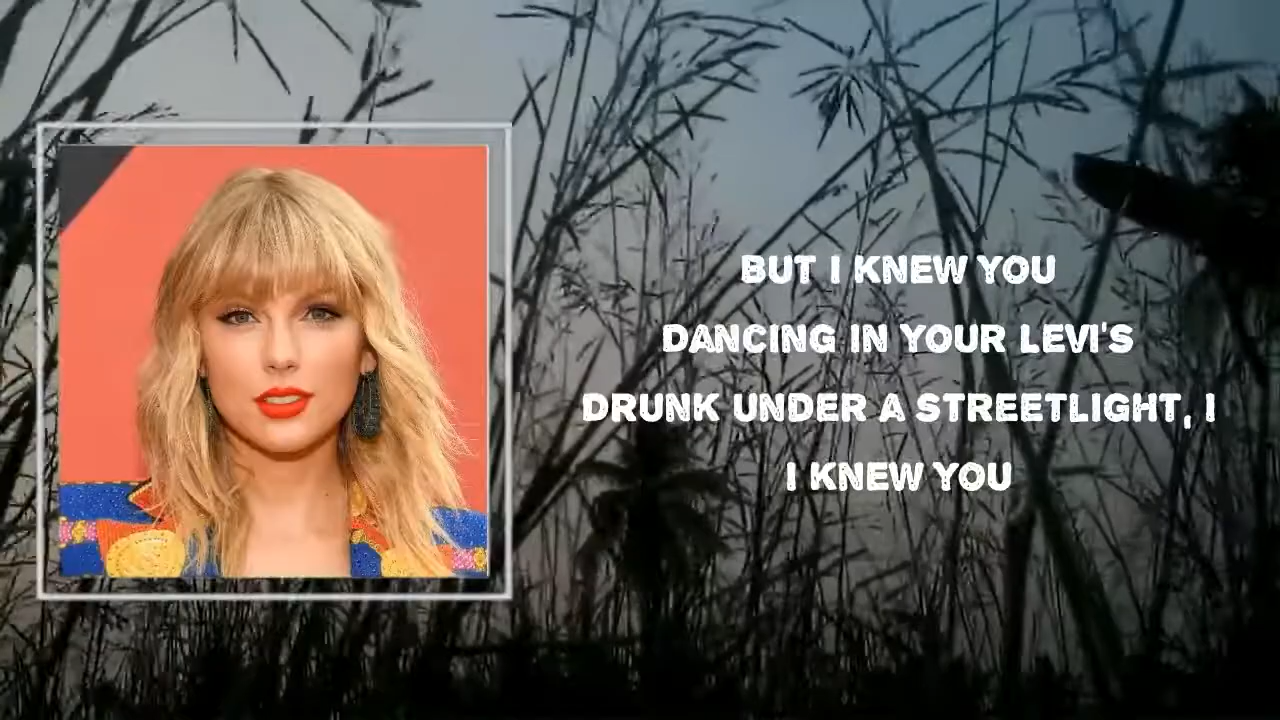 BUT I KNEW YOU
DANCING IN YOUR LEVI'S
DRUNK UNDER A STREETLIGHT, I
I KNEW YOU